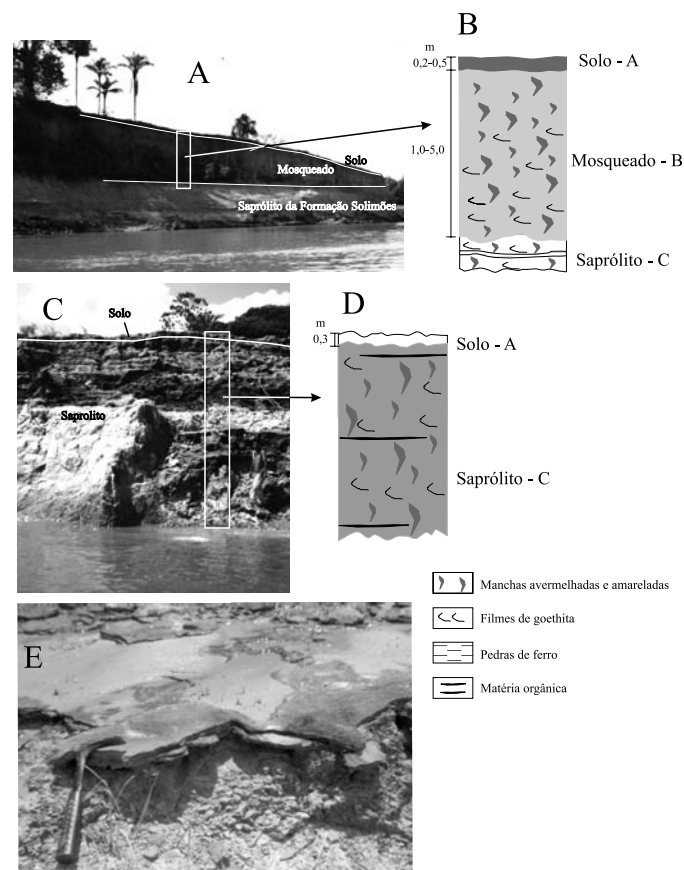 A
Solo
Mosqueado
Saprólito da Formação Solimões
B
m
0,2-0,5
1,0-5,0
Solo - A
Mosqueado - B
Saprólito - C
C
Solo
Saprolito
D
m
0,3
Solo - A
Saprólito - C
Manchas avermelhadas e amareladas
Filmes de goethita
Pedras de ferro
Matéria orgânica
E